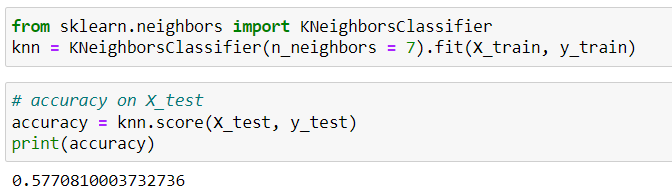 from sklearn.neighbors import KNeighborsClassifier
knn = KNeighborsClassifier(n_neighbors = 7).fit(X_train, y_train)
# accuracy on X_test
accuracy = knn.score(X_test, y_test)
print(accuracy)
0.5770810003732736